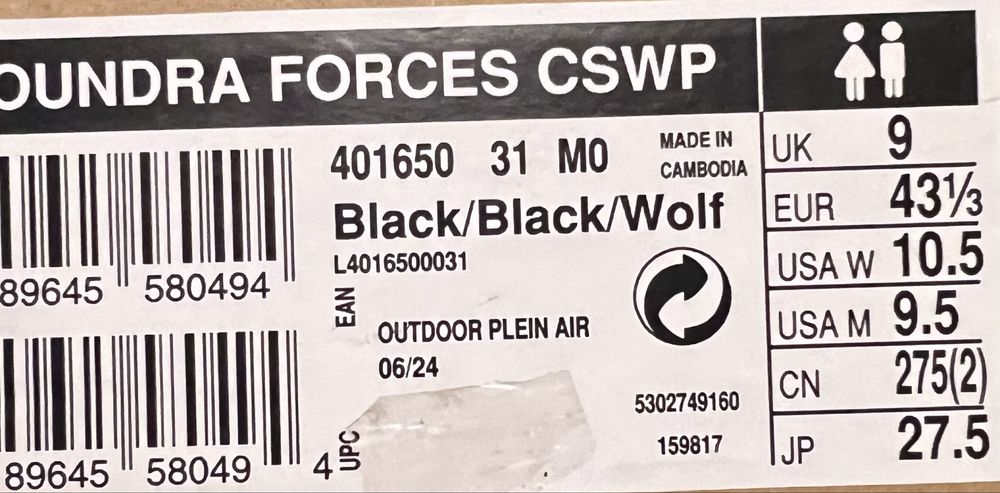 OUNDRA FORCES CSWP
401650 31 M0
MADE IN
CAMBODIA
Black/Black/Wolf
L4016500031
89645 580494
EAN
OUTDOOR PLEIN AIR
06/24
5302749160
159817
89645 58049 4
UPC
UK 9
EUR 43⅓
USA W 10.5
USA M 9.5
CN 275(2)
JP 27.5